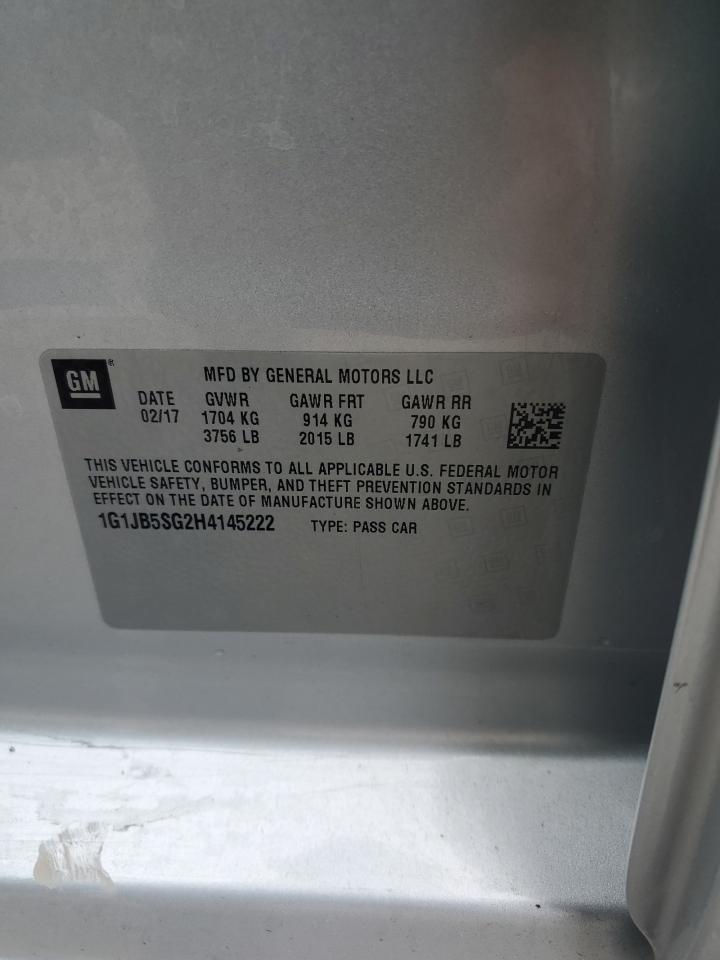 GM®
MFD BY GENERAL MOTORS LLC
DATE GVWR GAWR FRT GAWR RR
02/17 1704 KG 914 KG 790 KG
3756 LB 2015 LB 1741 LB
THIS VEHICLE CONFORMS TO ALL APPLICABLE U.S. FEDERAL MOTOR
VEHICLE SAFETY, BUMPER, AND THEFT PREVENTION STANDARDS IN
EFFECT ON THE DATE OF MANUFACTURE SHOWN ABOVE.
1G1JB5SG2H4145222 TYPE: PASS CAR